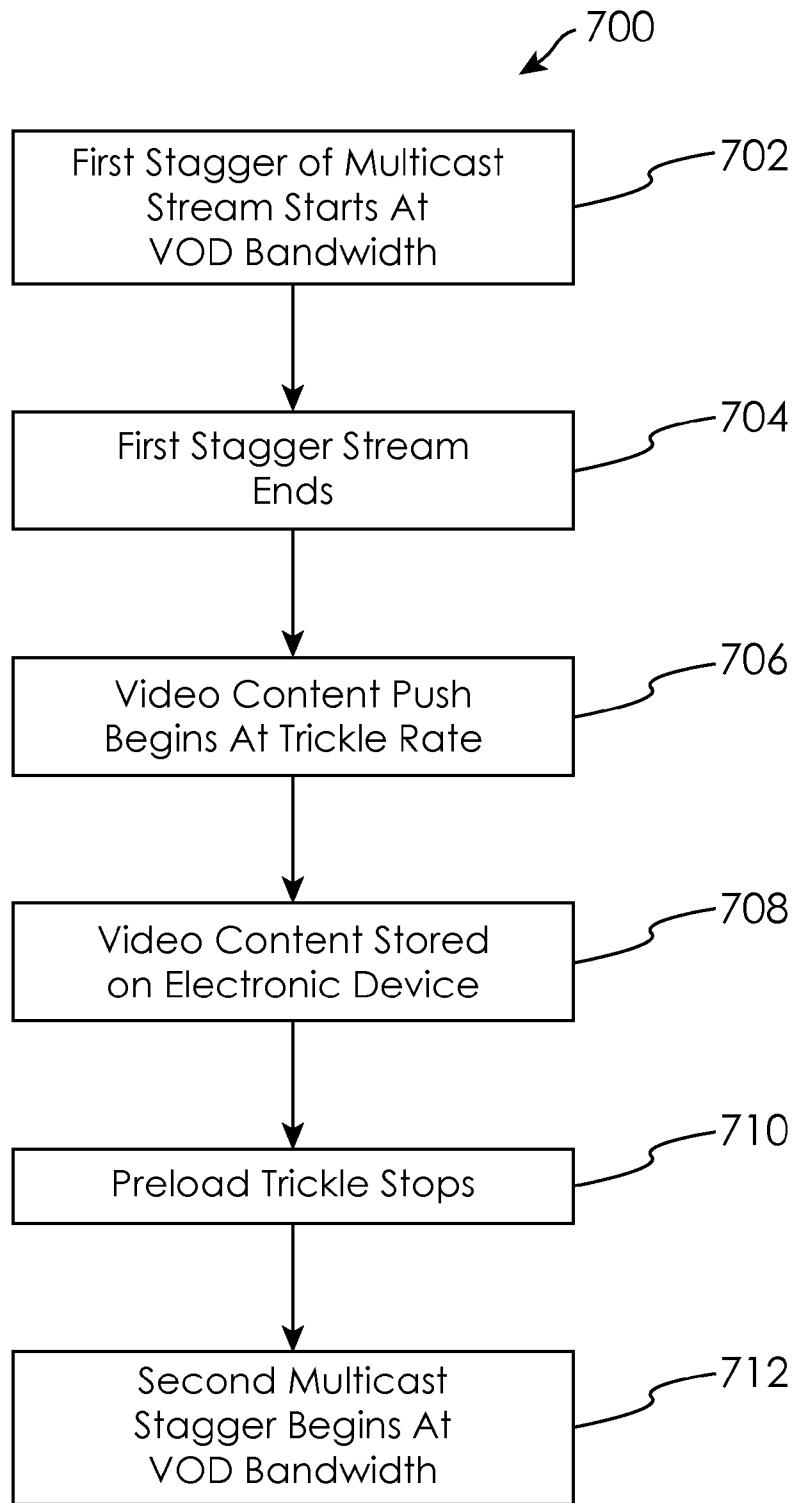 700
First Stagger of Multicast
Stream Starts At
VOD Bandwidth
702
First Stagger Stream
Ends
704
Video Content Push
Begins At Trickle Rate
706
Video Content Stored
on Electronic Device
708
Preload Trickle Stops
710
Second Multicast
Stagger Begins At
VOD Bandwidth
712